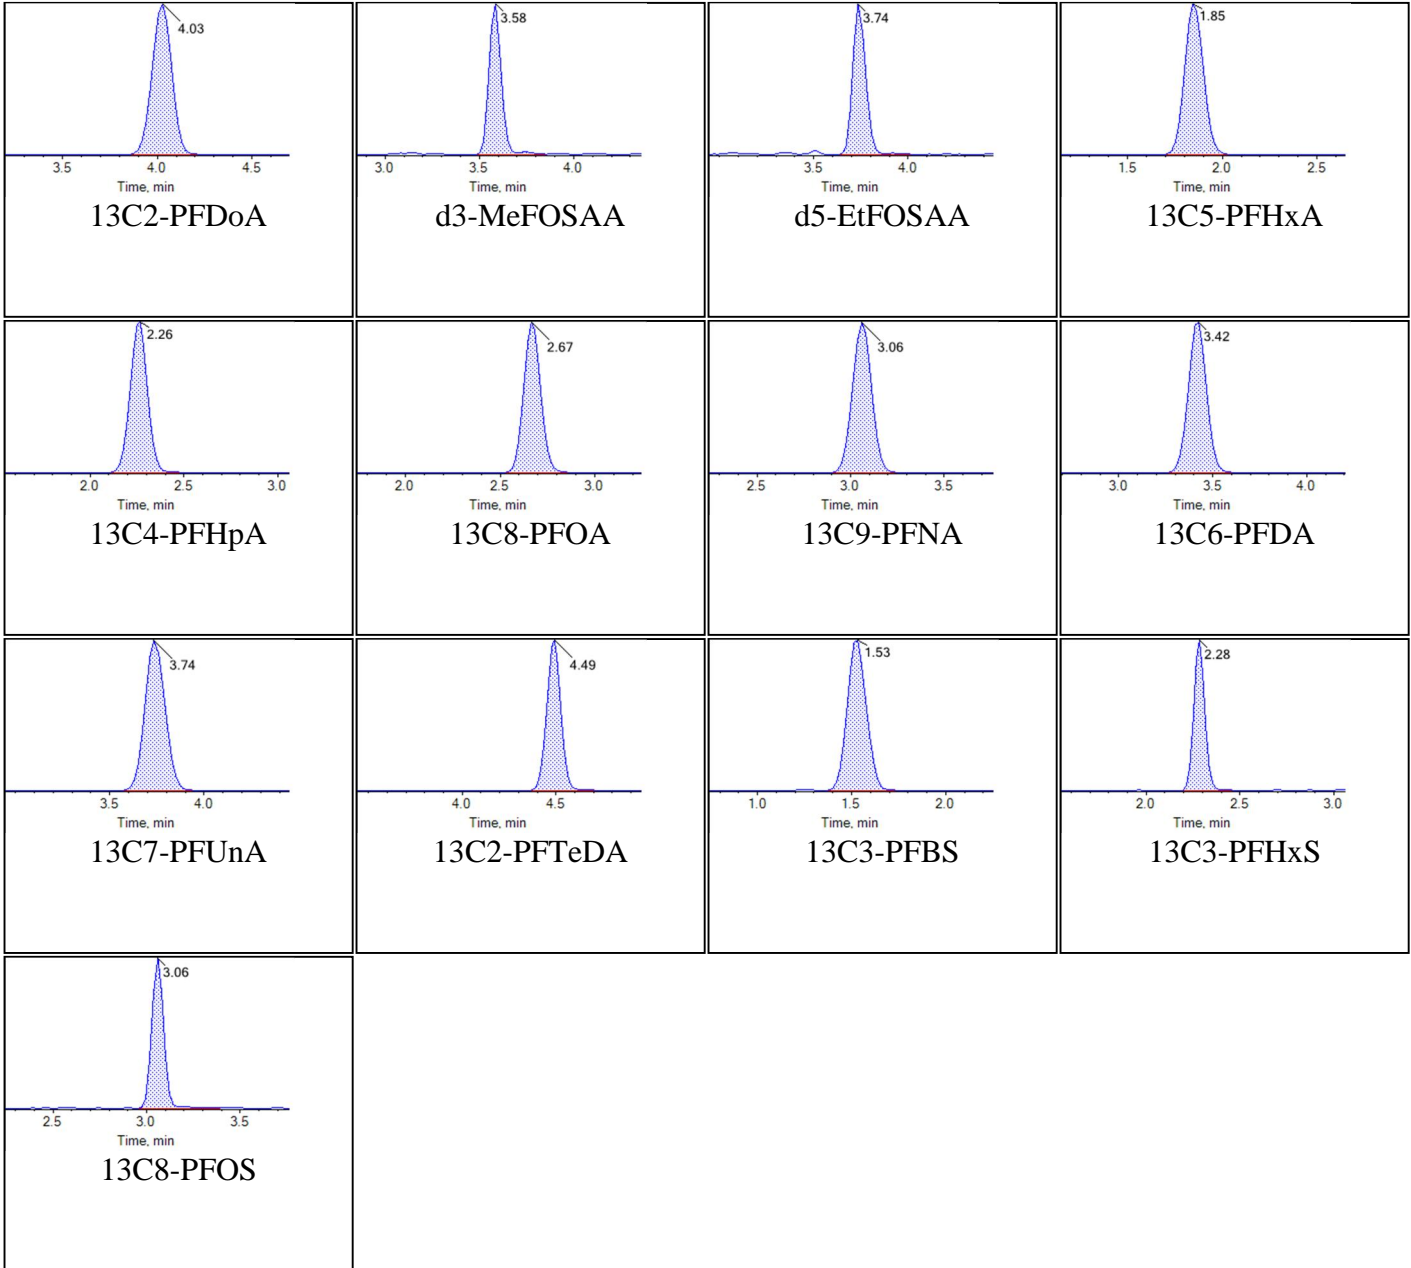 4.03
3.5 4.0 4.5
Time, min
13C2-PFDoA
3.58
3.0 3.5 4.0
Time, min
d3-MeFOSAA
3.74
3.5 4.0
Time, min
d5-EtFOSAA
1.85
1.5 2.0 2.5
Time, min
13C5-PFHxA
2.26
2.0 2.5 3.0
Time, min
13C4-PFHpA
2.67
2.0 2.5 3.0
Time, min
13C8-PFOA
3.06
2.5 3.0 3.5
Time, min
13C9-PFNA
3.42
3.0 3.5 4.0
Time, min
13C6-PFDA
3.74
3.5 4.0
Time, min
13C7-PFUnA
4.49
4.0 4.5
Time, min
13C2-PFTeDA
1.53
1.0 1.5 2.0
Time, min
13C3-PFBS
2.28
2.0 2.5 3.0
Time, min
13C3-PFHxS
3.06
2.5 3.0 3.5
Time, min
13C8-PFOS